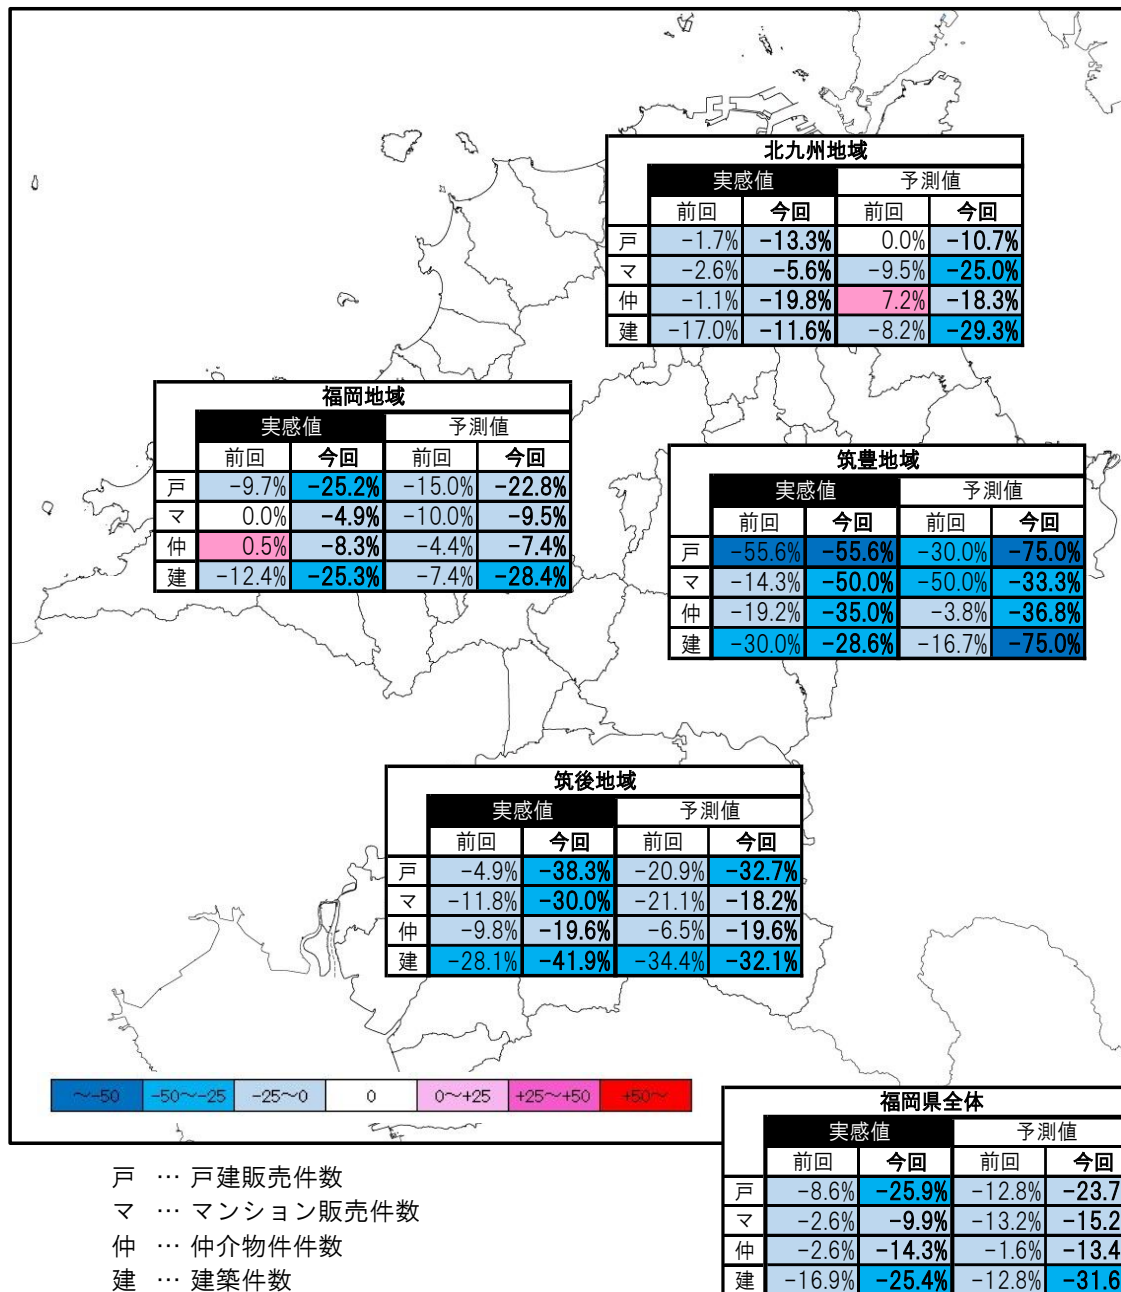 北九州地域
実感値 予測値
前回 今回 前回 今回
戸 -1.7% -13.3% 0.0% -10.7%
マ -2.6% -5.6% -9.5% -25.0%
仲 -1.1% -19.8% 7.2% -18.3%
建 -17.0% -11.6% -8.2% -29.3%
福岡地域
実感値 予測値
前回 今回 前回 今回
戸 -9.7% -25.2% -15.0% -22.8%
マ 0.0% -4.9% -10.0% -9.5%
仲 0.5% -8.3% -4.4% -7.4%
建 -12.4% -25.3% -7.4% -28.4%
筑豊地域
実感値 予測値
前回 今回 前回 今回
戸 -55.6% -55.6% -30.0% -75.0%
マ -14.3% -50.0% -50.0% -33.3%
仲 -19.2% -35.0% -3.8% -36.8%
建 -30.0% -28.6% -16.7% -75.0%
筑後地域
実感値 予測値
前回 今回 前回 今回
戸 -4.9% -38.3% -20.9% -32.7%
マ -11.8% -30.0% -21.1% -18.2%
仲 -9.8% -19.6% -6.5% -19.6%
建 -28.1% -41.9% -34.4% -32.1%
～-50 -50～-25 -25～0 0 0～+25 +25～+50 +50～
福岡県全体
実感値 予測値
前回 今回 前回 今回
戸 -8.6% -25.9% -12.8% -23.7
マ -2.6% -9.9% -13.2% -15.2
仲 -2.6% -14.3% -1.6% -13.4
建 -16.9% -25.4% -12.8% -31.6
戸 … 戸建販売件数
マ … マンション販売件数
仲 … 仲介物件件数
建 … 建築件数